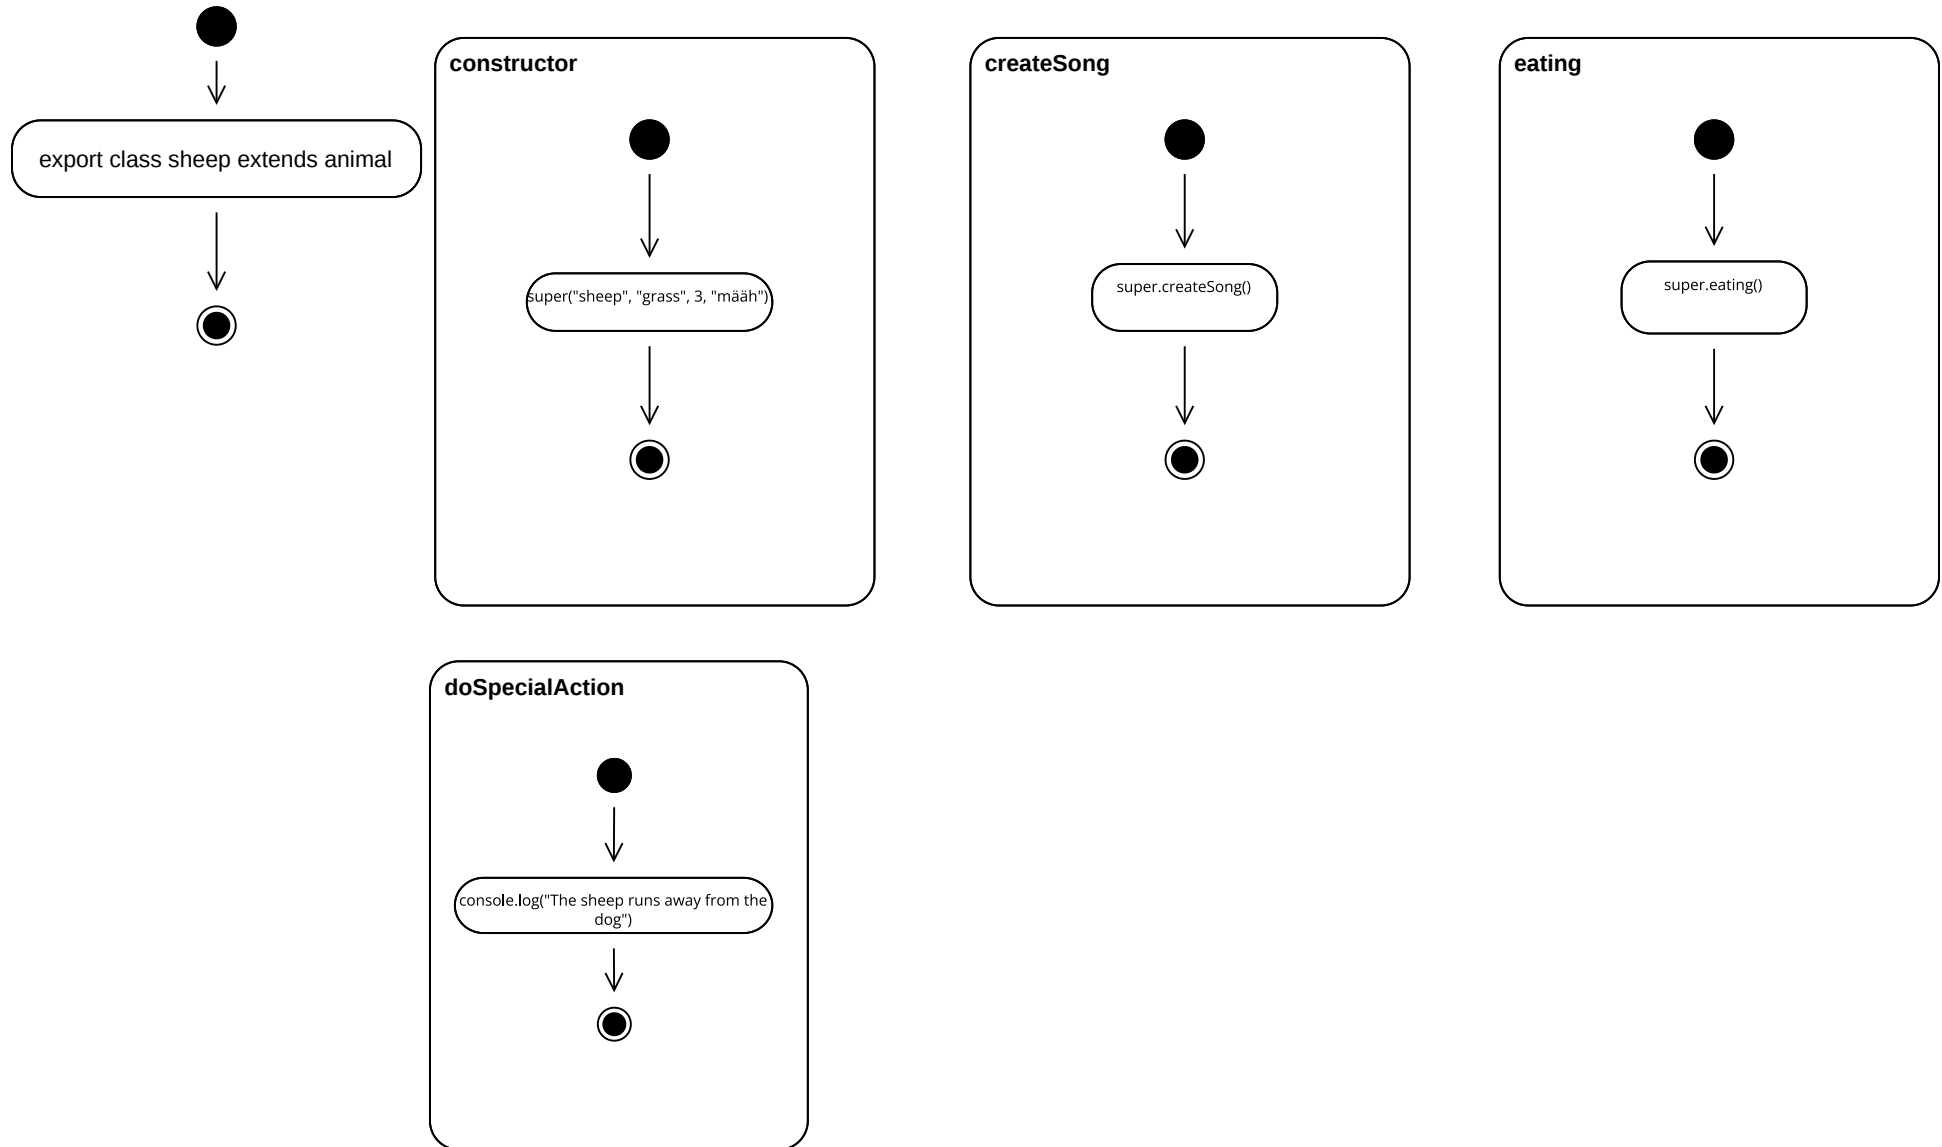 export class sheep extends animal
constructor
super("sheep", "grass", 3, "määh")
createSong
super.createSong()
eating
super.eating()
doSpecialAction
console.log("The sheep runs away from the
dog")